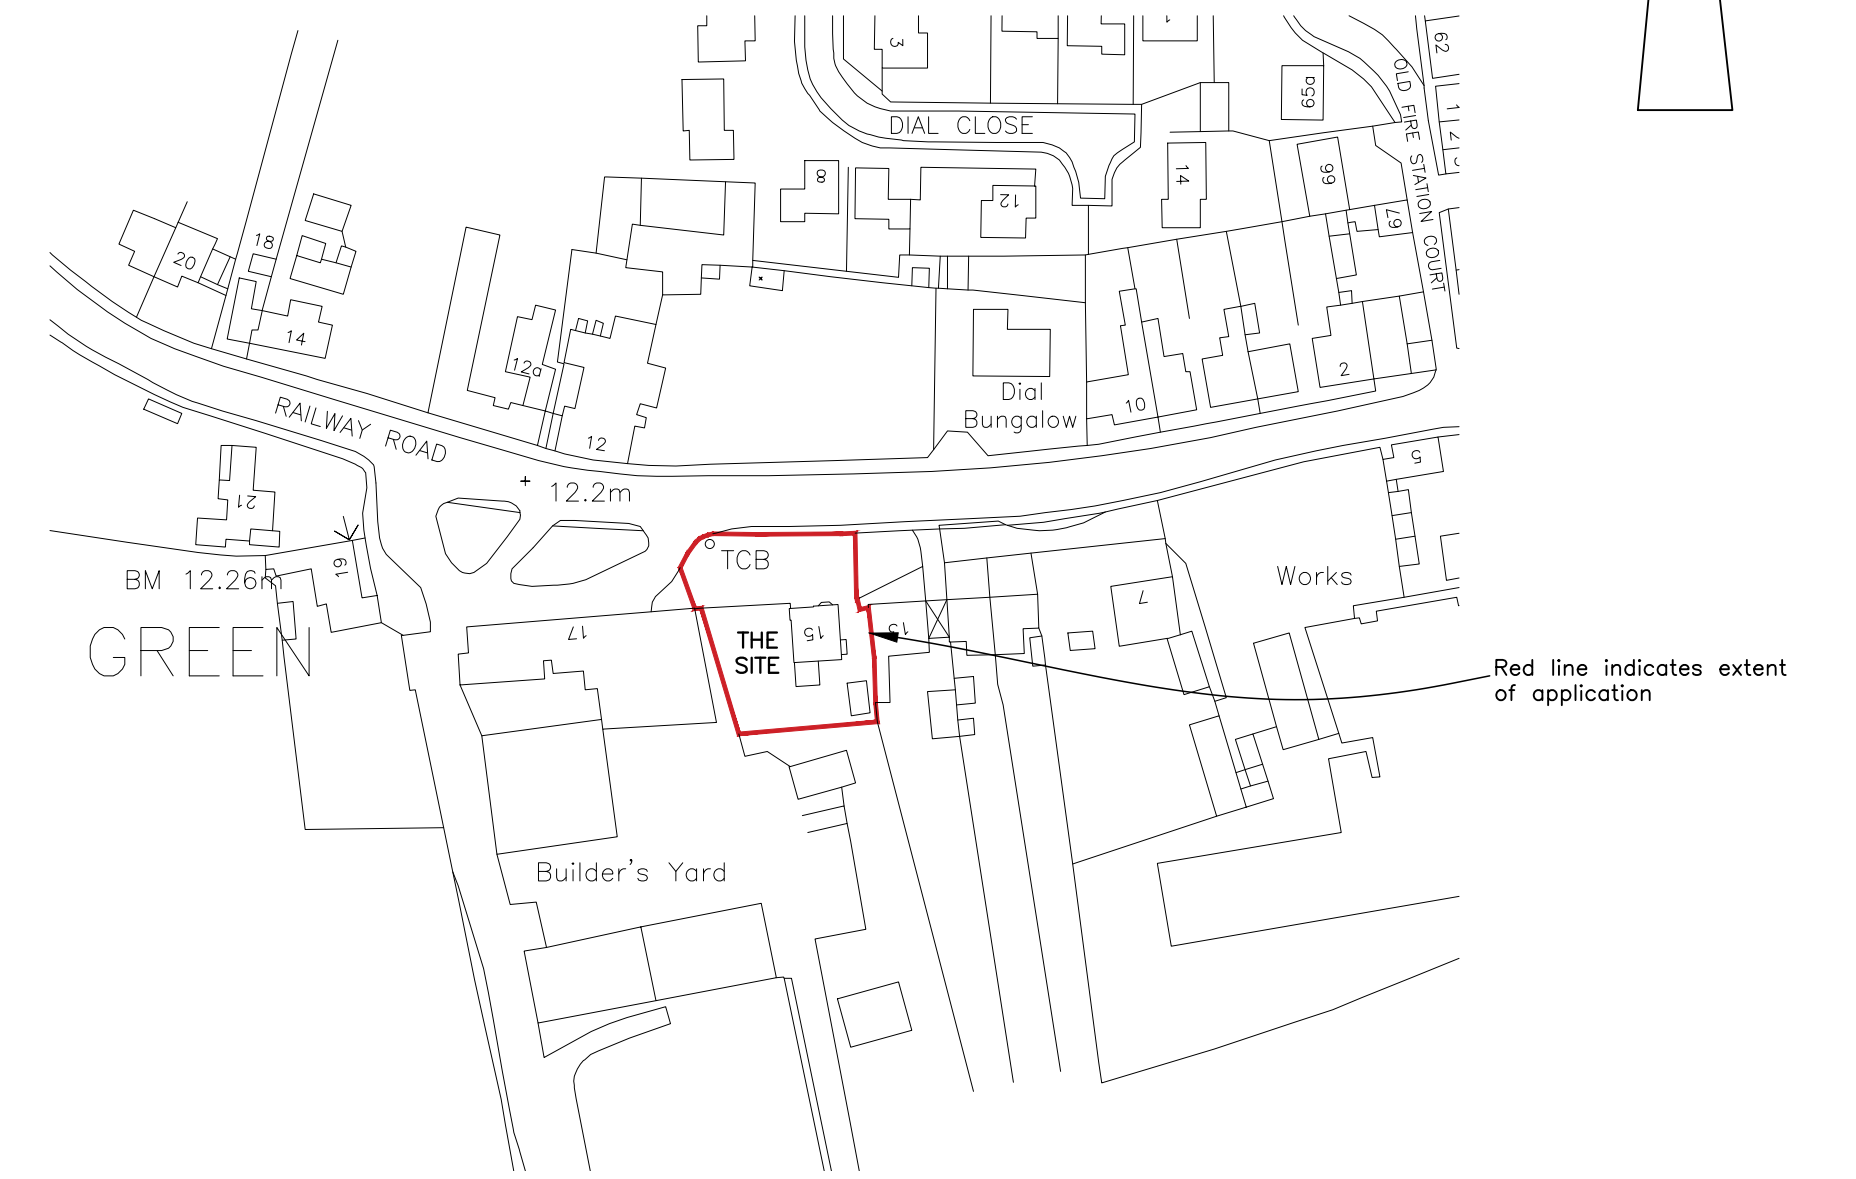 3
1
62
65a
OLD FIRE STATION COURT
1
DIAL CLOSE
8
12
14
66
67
20
18
14
12a
12
2
10
Dial
Bungalow
RAILWAY ROAD
12.2m
5
21
19
BM 12.26m
GREEN
TCB
17
THE
SITE
15
13
7
Works
Red line indicates extent
of application
Builder's Yard